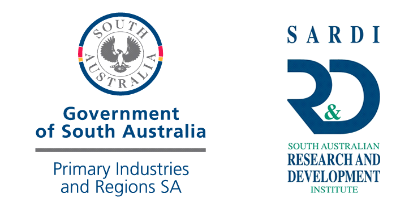 SOUTH
AUSTRALIA
Government
of South Australia
Primary Industries
and Regions SA
SARDI
R&D
SOUTH AUSTRALIAN
RESEARCH AND
DEVELOPMENT
INSTITUTE